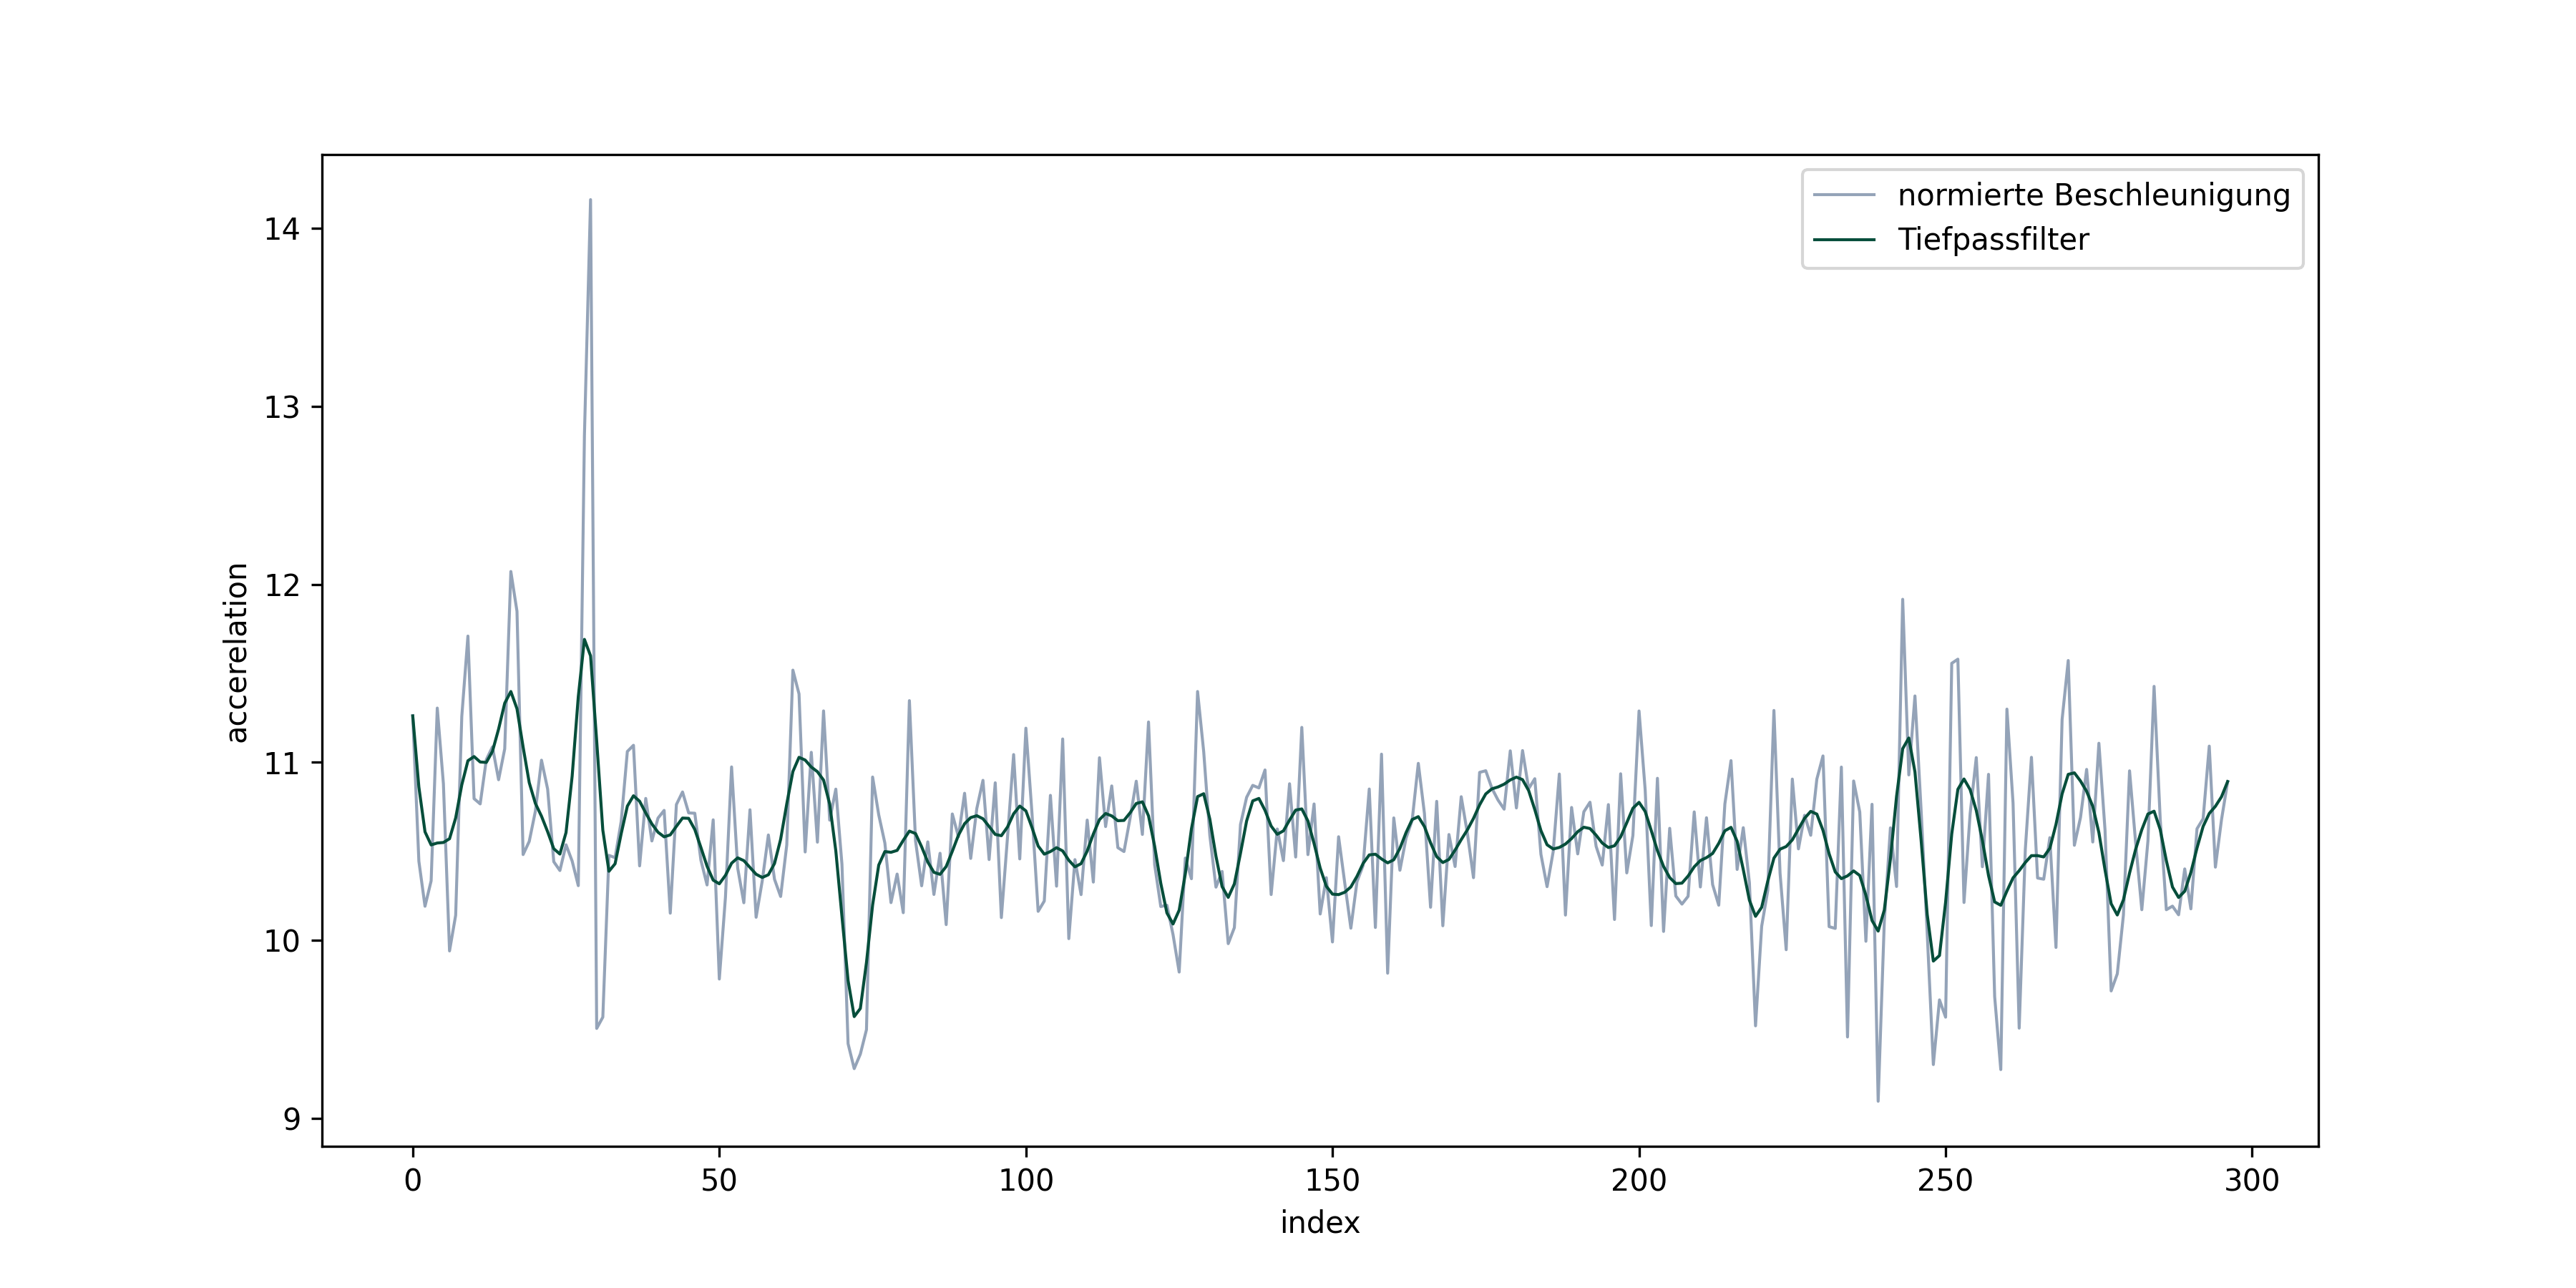 normierte Beschleunigung
Tiefpassfilter
14
13
12
11
10
9
accerelation
0 50 100 150 200 250 300
index